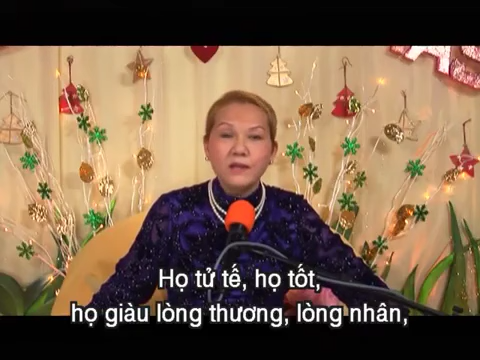 Họ tử tế, họ tốt,
họ giàu lòng thương, lòng nhân,